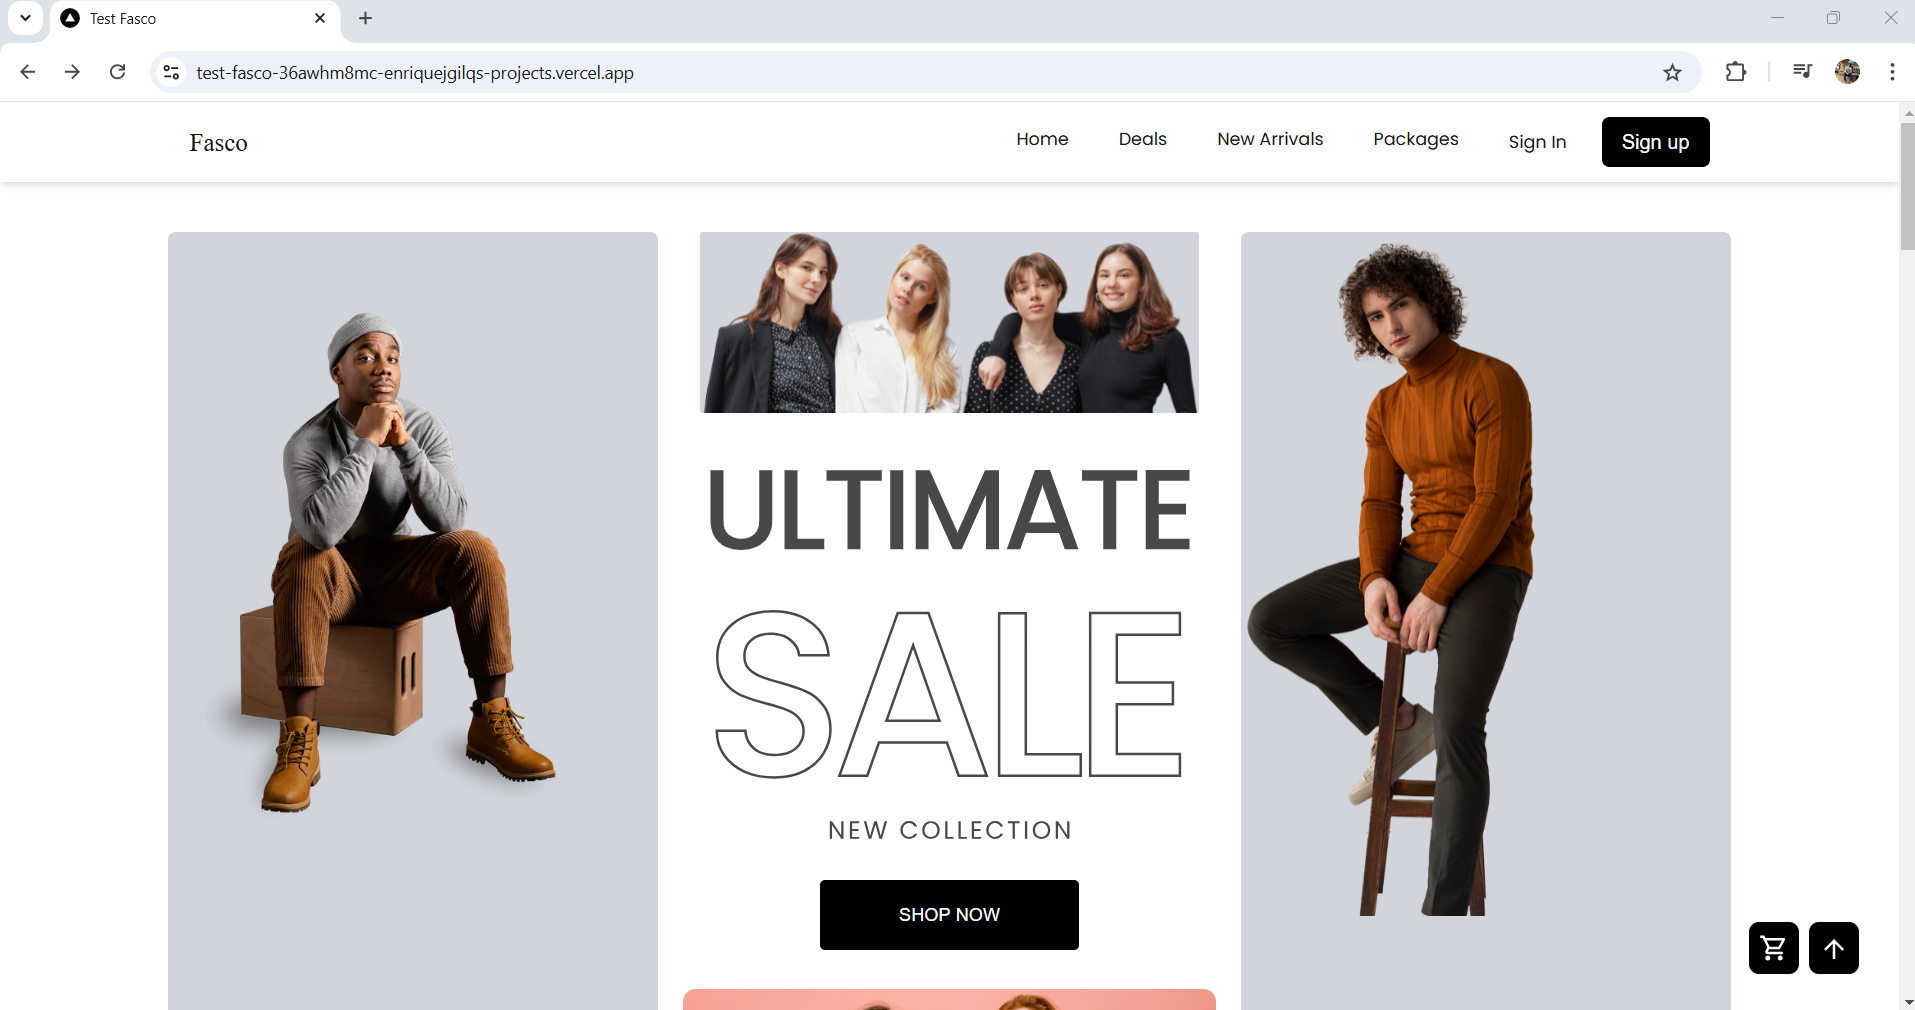 Test Fasco
test-fasco-36awhm8mc-enriquejgilqs-projects.vercel.app
Fasco
Home
Deals
New Arrivals
Packages
Sign In
Sign up
ULTIMATE
SALE
NEW COLLECTION
SHOP NOW